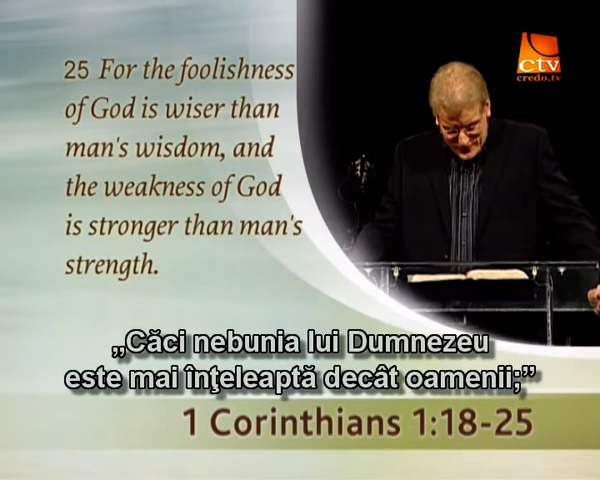 ctv
credo.tv
25 For the foolishness
of God is wiser than
man's wisdom, and
the weakness of God
is stronger than man's
strength.
„Căci nebunia lui Dumnezeu
este mai înţeleaptă decât oamenii;”
1 Corinthians 1:18-25